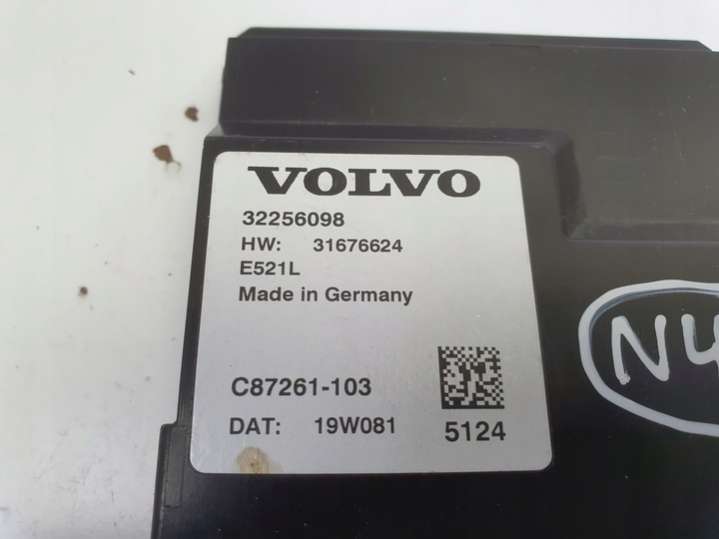 VOLVO
32256098
HW: 31676624
E521L
Made in Germany
C87261-103
DAT: 19W081
5124
N4